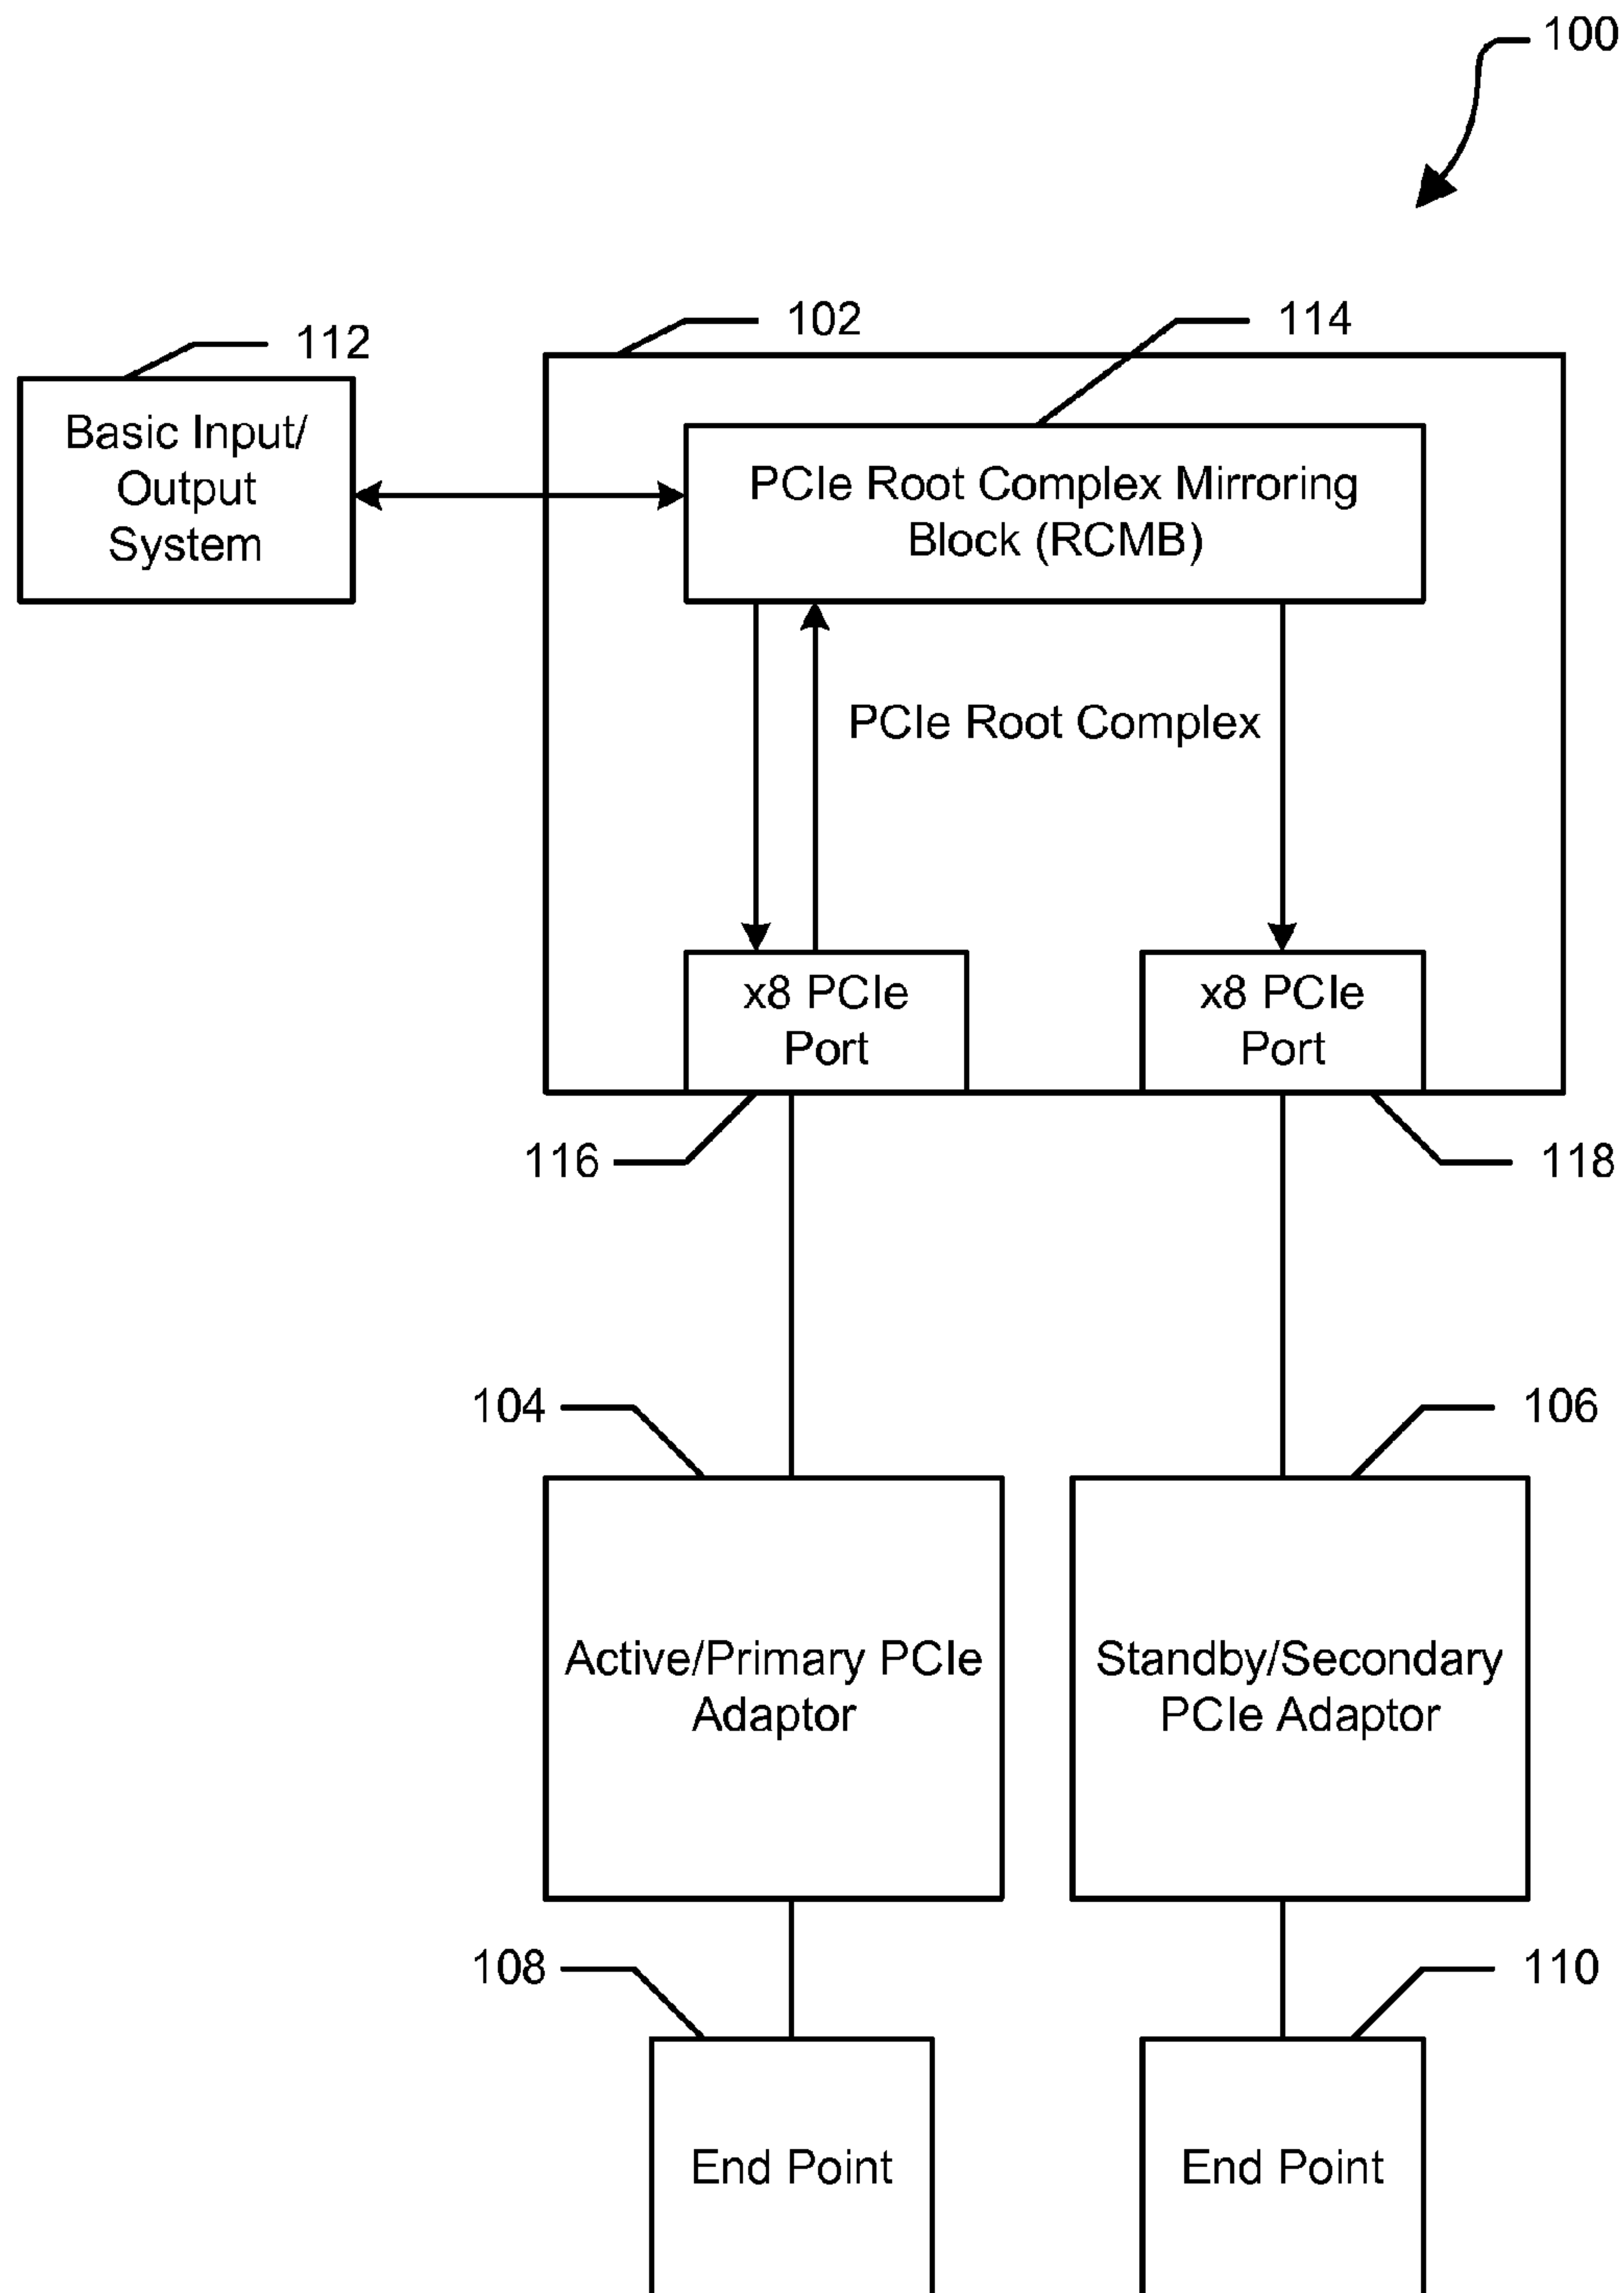 100
102
114
112
Basic Input/
Output
System
PCIe Root Complex Mirroring
Block (RCMB)
PCIe Root Complex
x8 PCIe
Port
x8 PCIe
Port
116
118
104
106
Active/Primary PCIe
Adaptor
Standby/Secondary
PCIe Adaptor
108
110
End Point
End Point